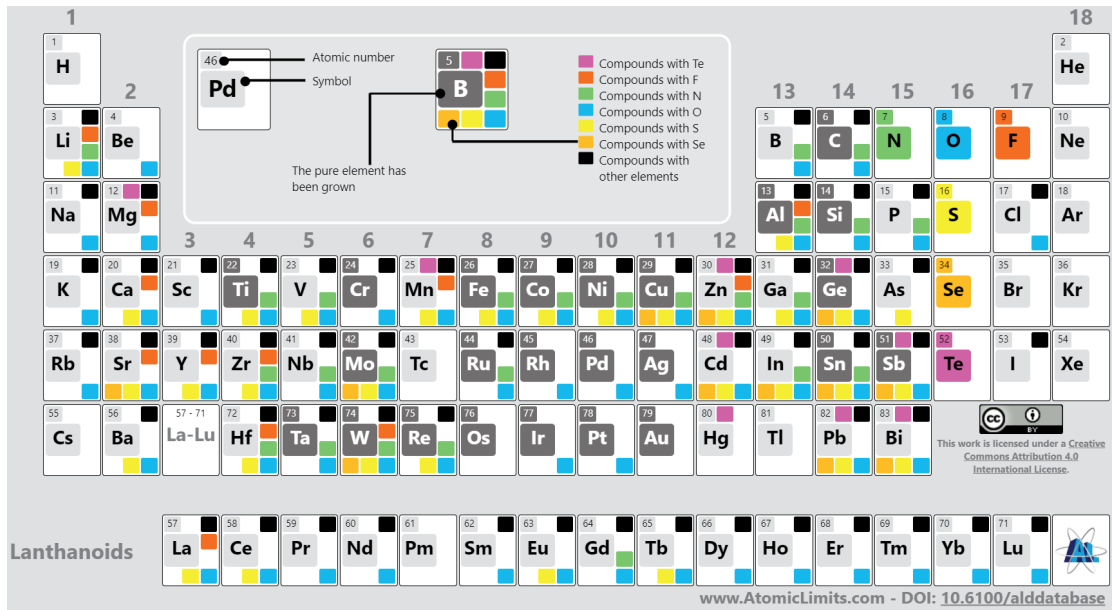 1
18
1
H
46
Pd
Atomic number
Symbol
5
B
The pure element has
been grown
Compounds with Te
Compounds with F
Compounds with N
Compounds with O
Compounds with S
Compounds with Se
Compounds with
other elements
2
He
2
13
14
15
16
17
3
Li
4
Be
5
B
6
C
7
N
8
O
9
F
10
Ne
11
Na
12
Mg
13
Al
14
Si
15
P
16
S
17
Cl
18
Ar
3
4
5
6
7
8
9
10
11
12
19
K
20
Ca
21
Sc
22
Ti
23
V
24
Cr
25
Mn
26
Fe
27
Co
28
Ni
29
Cu
30
Zn
31
Ga
32
Ge
33
As
34
Se
35
Br
36
Kr
37
Rb
38
Sr
39
Y
40
Zr
41
Nb
42
Mo
43
Tc
44
Ru
45
Rh
46
Pd
47
Ag
48
Cd
49
In
50
Sn
51
Sb
52
Te
53
I
54
Xe
55
Cs
56
Ba
57 - 71
La-Lu
72
Hf
73
Ta
74
W
75
Re
76
Os
77
Ir
78
Pt
79
Au
80
Hg
81
Tl
82
Pb
83
Bi
cc
BY
This work is licensed under a Creative
Commons Attribution 4.0
International License.
Lanthanoids
57
La
58
Ce
59
Pr
60
Nd
61
Pm
62
Sm
63
Eu
64
Gd
65
Tb
66
Dy
67
Ho
68
Er
69
Tm
70
Yb
71
Lu
AL
www.AtomicLimits.com - DOI: 10.6100/alddatabase